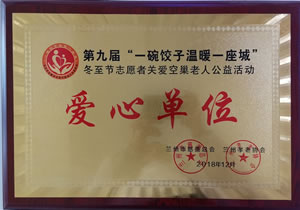 第九届“一碗饺子温暖一座城”
冬至节志愿者关爱空巢老人公益活动
爱心单位
2018年12月